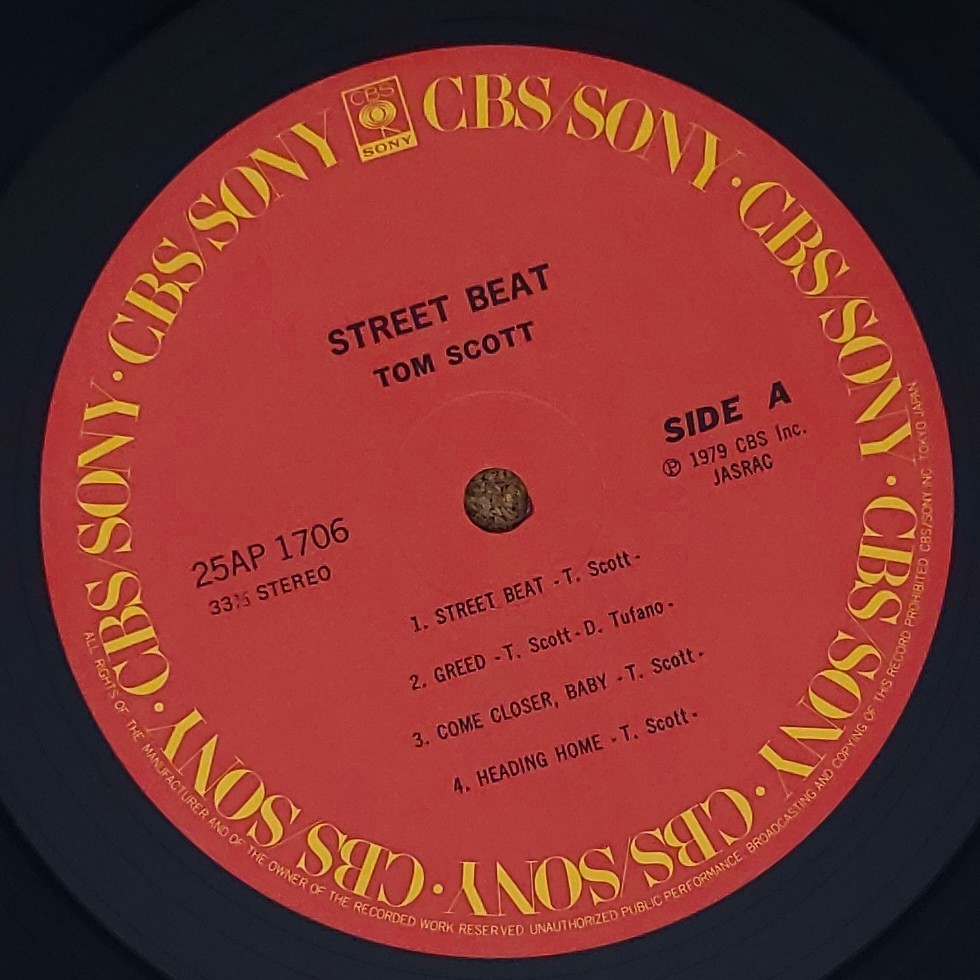 CBS
SONY
CBS/SONY · CBS/SONY · CBS/SONY · CBS/SONY · CBS/SONY · CBS/SONY · CBS/SONY
STREET BEAT
TOM SCOTT
SIDE A
Ⓟ 1979 CBS Inc.
JASRAC
25AP 1706
33⅓ STEREO
1. STREET BEAT - T. Scott -
2. GREED - T. Scott - D. Tufano -
3. COME CLOSER, BABY - T. Scott -
4. HEADING HOME - T. Scott -
ALL RIGHTS OF THE MANUFACTURER AND OF THE OWNER OF THE RECORDED WORK RESERVED UNAUTHORIZED PUBLIC PERFORMANCE. BROADCASTING AND COPYING OF THIS RECORD PROHIBITED CBS/SONY INC. TOKYO JAPAN